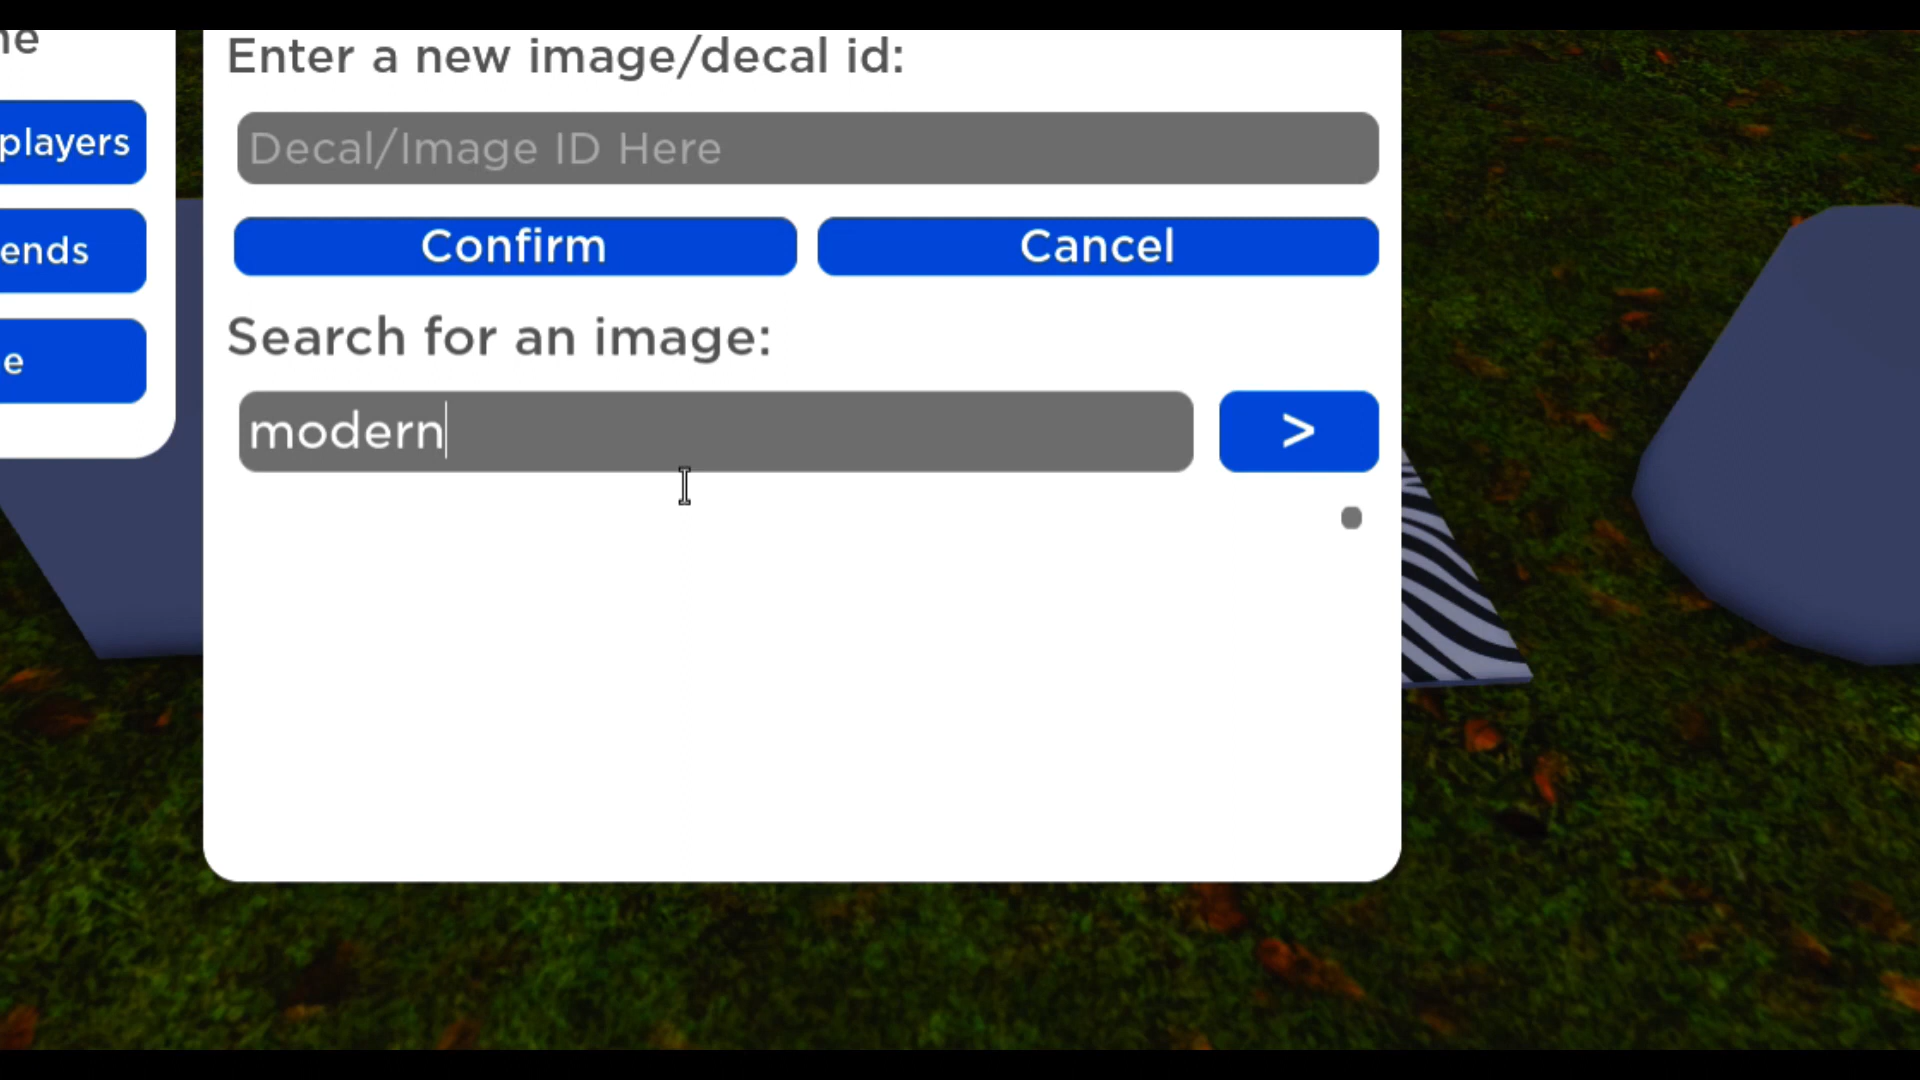 Enter a new image/decal id:
players
Decal/Image ID Here
Confirm
Cancel
ends
Search for an image:
e
modern
>